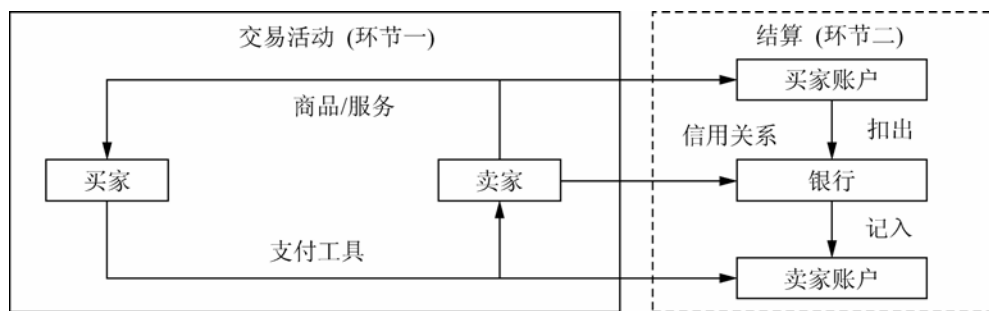 交易活动 (环节一)
结算 (环节二)
买家账户
商品/服务
信用关系
扣出
买家
卖家
银行
支付工具
记入
卖家账户